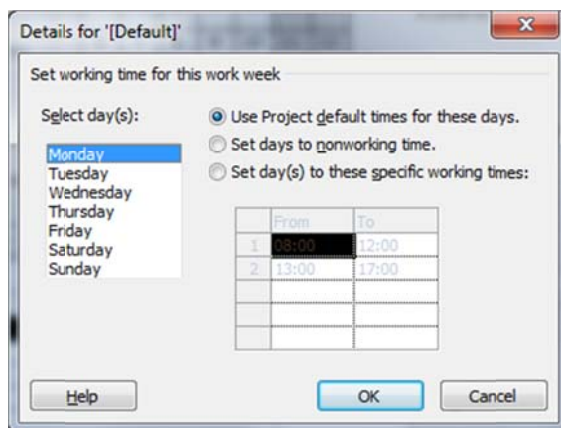 Details for '[Default]'
Set working time for this work week
Select day(s):
Monday
Tuesday
Wednesday
Thursday
Friday
Saturday
Sunday
Use Project default times for these days.
Set days to nonworking time.
Set day(s) to these specific working times:
From To
1 08:00 12:00
2 13:00 17:00
Help OK Cancel